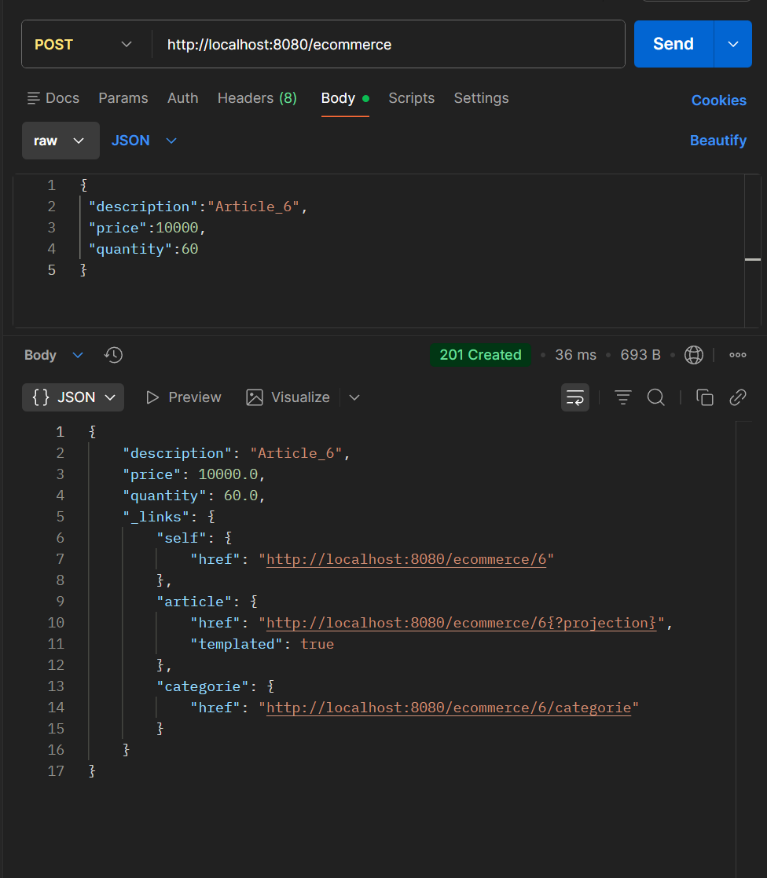 POST http://localhost:8080/ecommerce Send
Docs Params Auth Headers (8) Body Scripts Settings Cookies
raw JSON Beautify
1 {
2 "description":"Article_6",
3 "price":10000,
4 "quantity":60
5 }
Body 201 Created • 36 ms • 693 B
{} JSON Preview Visualize
1 {
2 "description": "Article_6",
3 "price": 10000.0,
4 "quantity": 60.0,
5 "_links": {
6 "self": {
7 "href": "http://localhost:8080/ecommerce/6"
8 },
9 "article": {
10 "href": "http://localhost:8080/ecommerce/6{?projection}",
11 "templated": true
12 },
13 "categorie": {
14 "href": "http://localhost:8080/ecommerce/6/categorie"
15 }
16 }
17 }